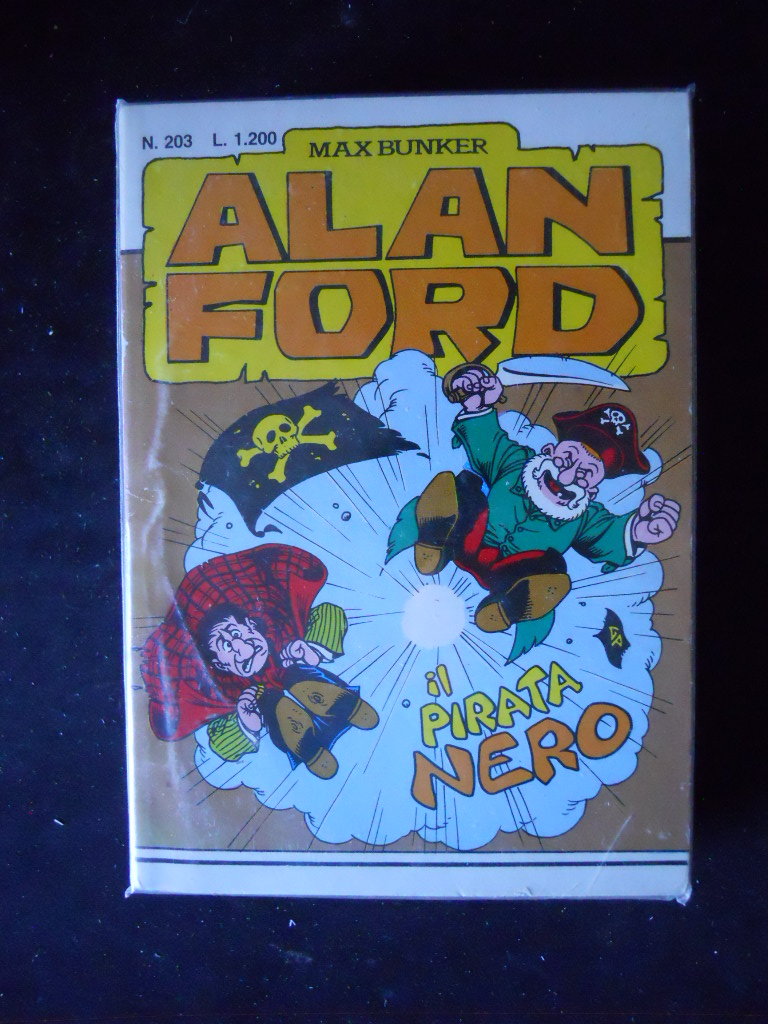 N. 203 L. 1.200
MAX BUNKER
ALAN
FORD
il
PIRATA
NERO